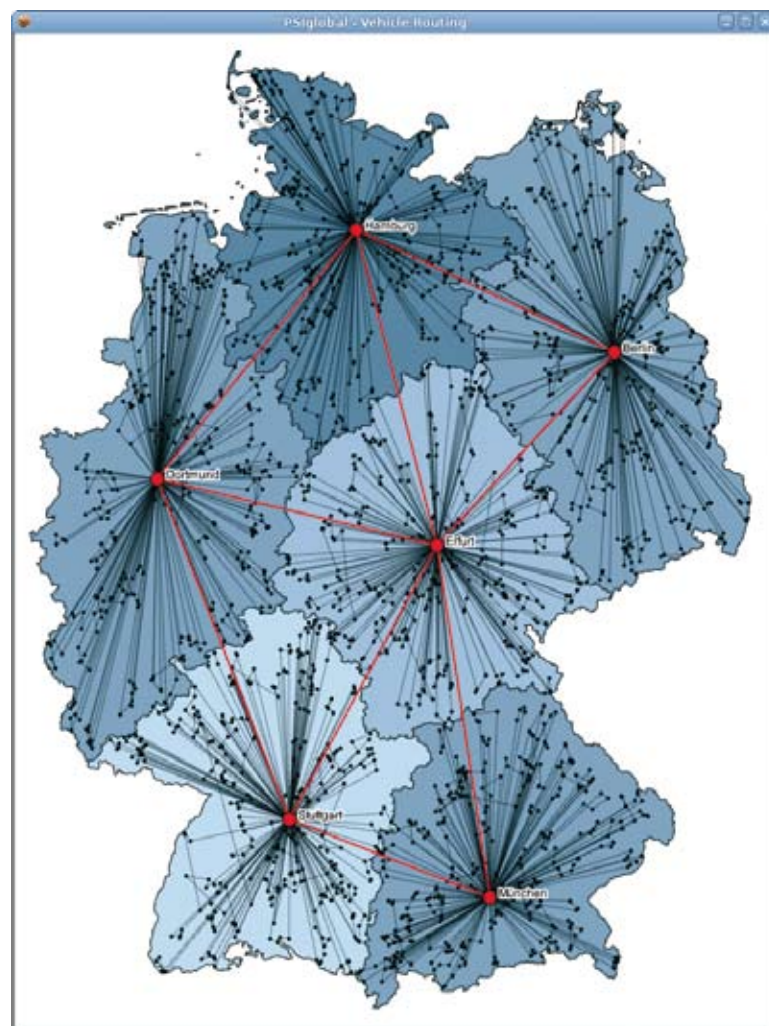 PSIglobal - Vehicle Routing
Hamburg
Berlin
Dortmund
Erfurt
Stuttgart
München